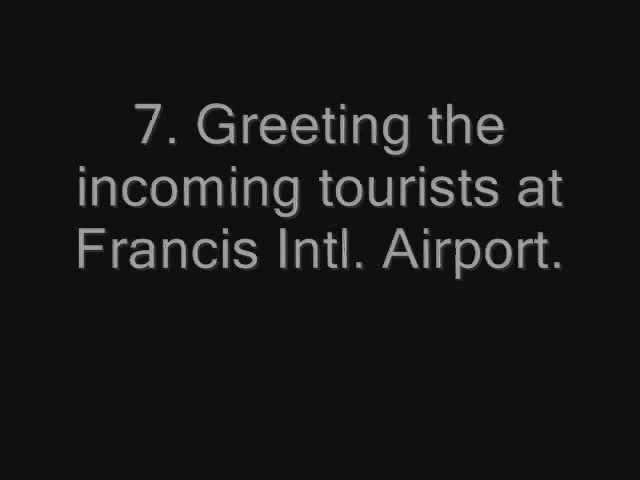 7. Greeting the
incoming tourists at
Francis Intl. Airport.